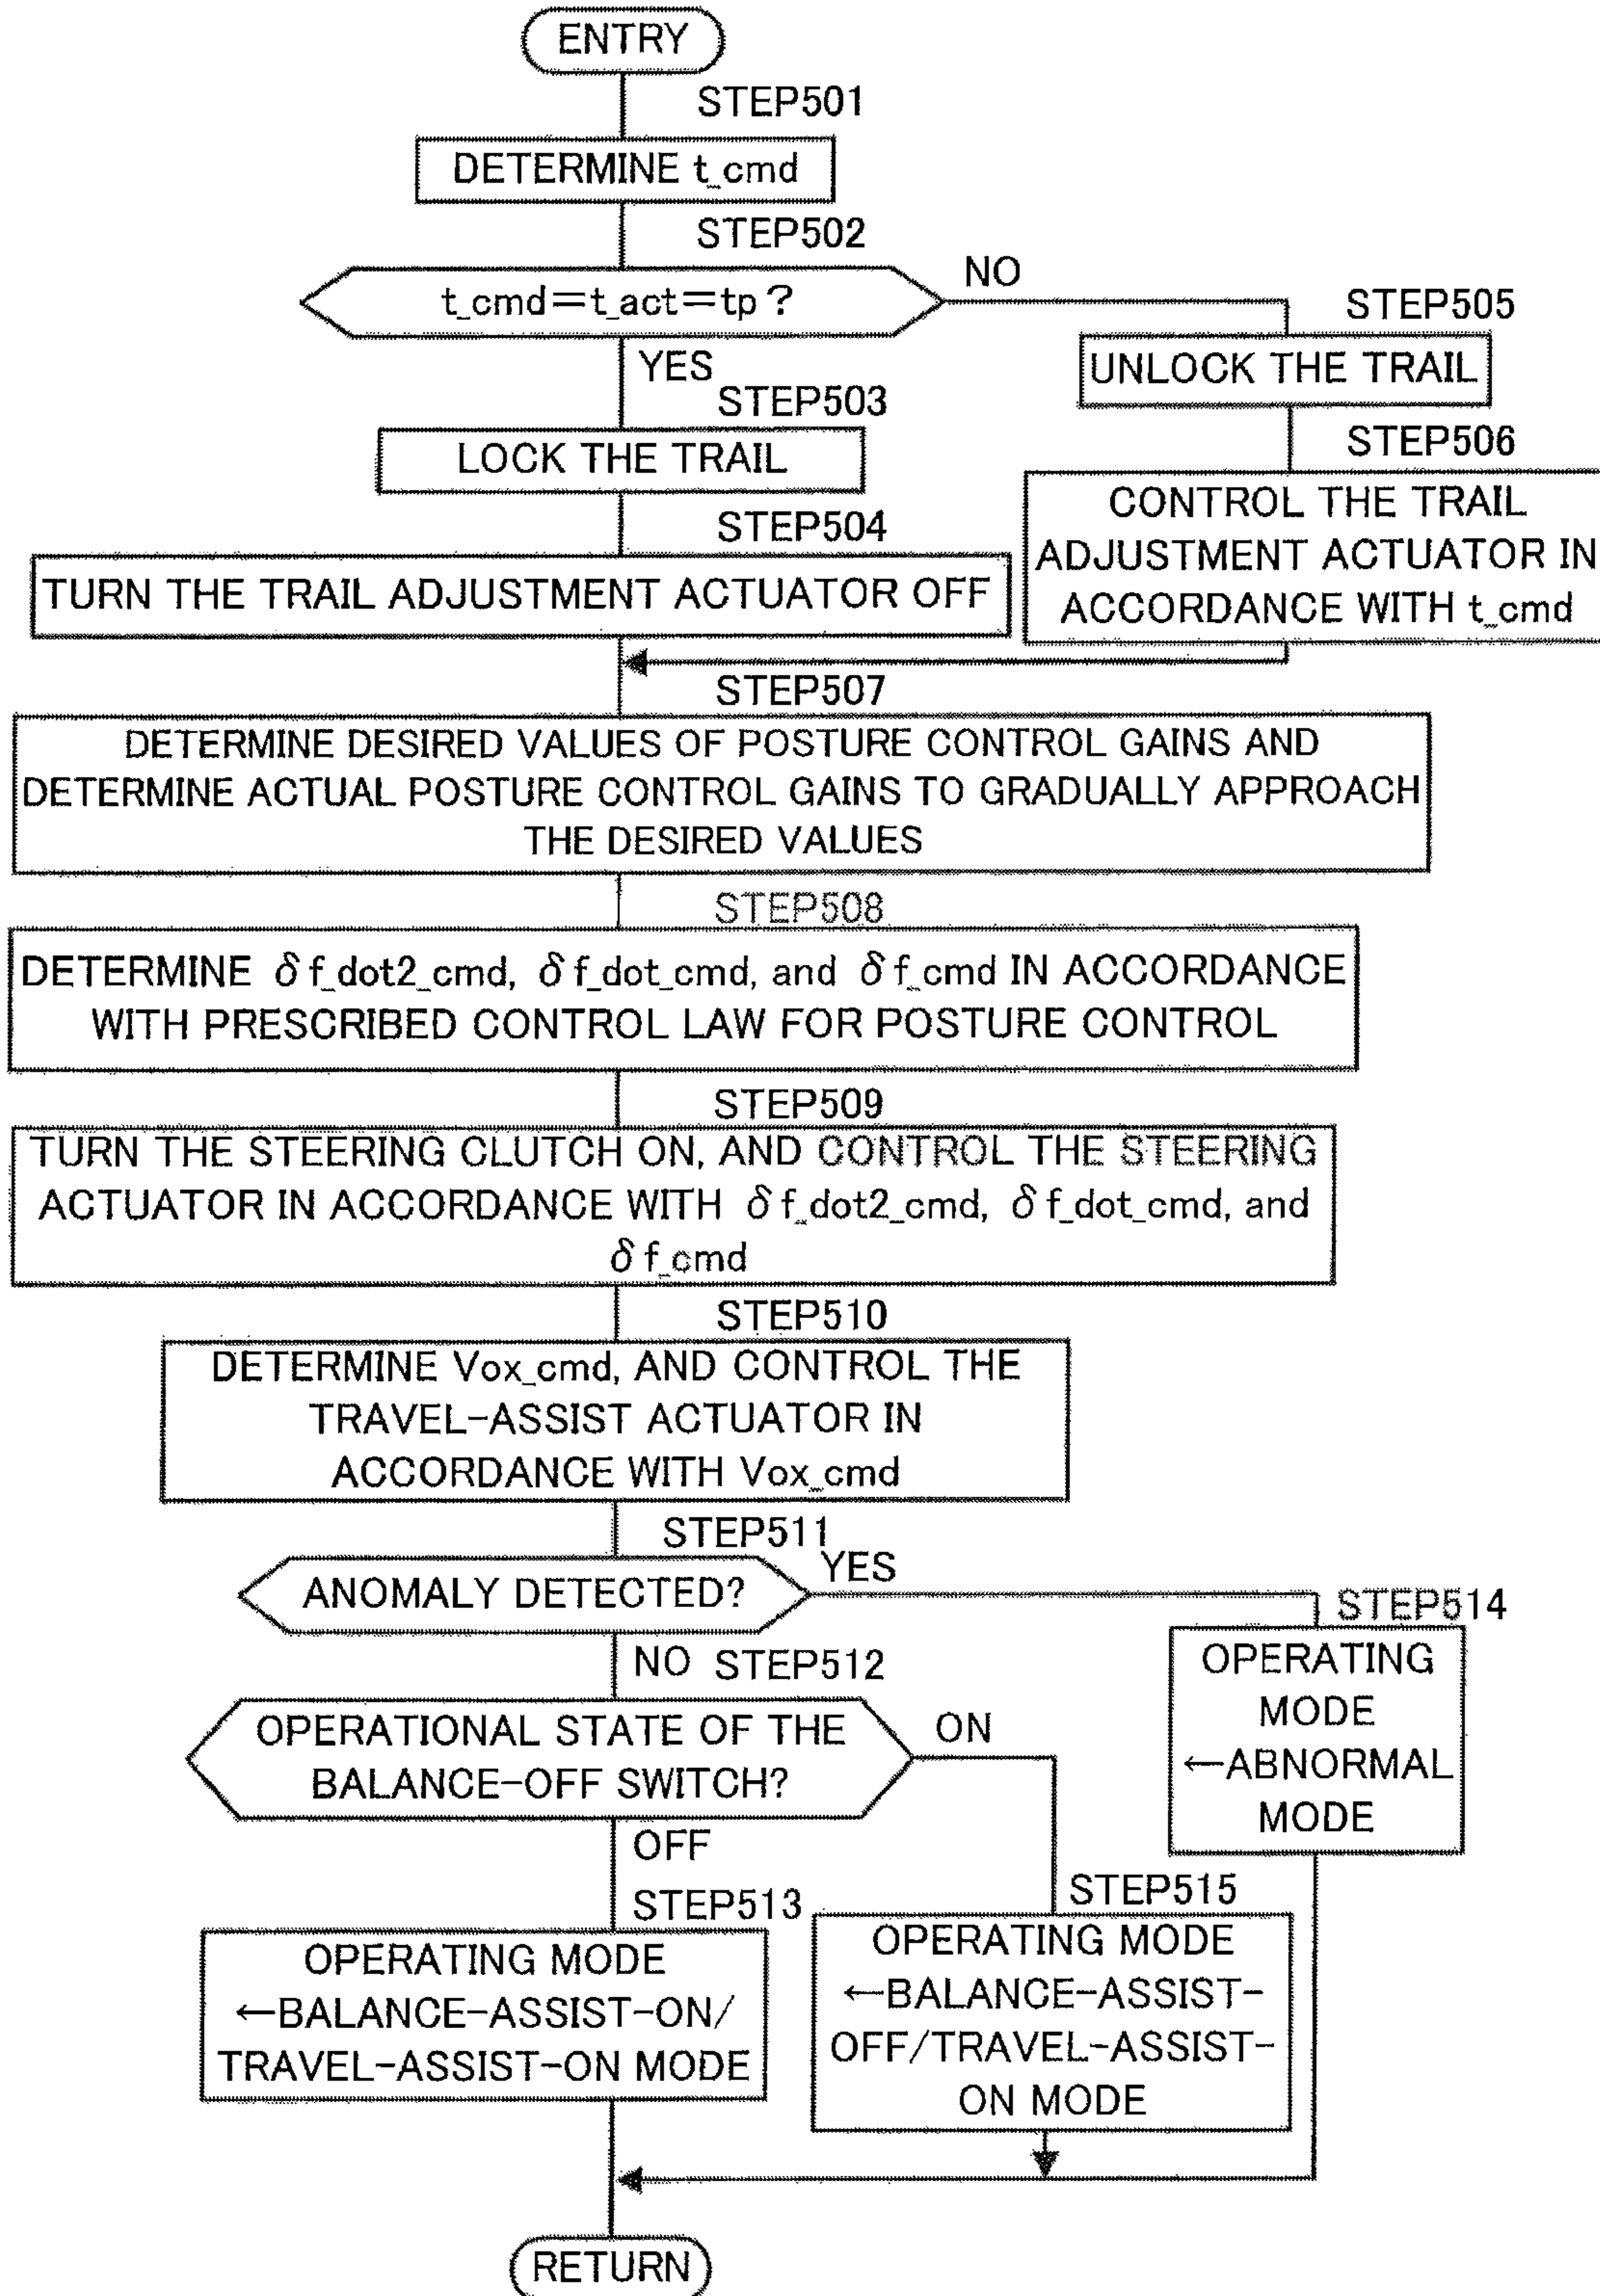 ENTRY
STEP501
DETERMINE t_cmd
STEP502
t_cmd=t_act=tp?
NO
YES
STEP503
LOCK THE TRAIL
STEP504
TURN THE TRAIL ADJUSTMENT ACTUATOR OFF
STEP505
UNLOCK THE TRAIL
STEP506
CONTROL THE TRAIL
ADJUSTMENT ACTUATOR IN
ACCORDANCE WITH t_cmd
STEP507
DETERMINE DESIRED VALUES OF POSTURE CONTROL GAINS AND
DETERMINE ACTUAL POSTURE CONTROL GAINS TO GRADUALLY APPROACH
THE DESIRED VALUES
STEP508
DETERMINE δf_dot2_cmd, δf_dot_cmd, and δf_cmd IN ACCORDANCE
WITH PRESCRIBED CONTROL LAW FOR POSTURE CONTROL
STEP509
TURN THE STEERING CLUTCH ON, AND CONTROL THE STEERING
ACTUATOR IN ACCORDANCE WITH δf_dot2_cmd, δf_dot_cmd, and
δf_cmd
STEP510
DETERMINE Vox_cmd, AND CONTROL THE
TRAVEL-ASSIST ACTUATOR IN
ACCORDANCE WITH Vox_cmd
STEP511
ANOMALY DETECTED?
YES
STEP514
OPERATING
MODE
←ABNORMAL
MODE
NO
STEP512
OPERATIONAL STATE OF THE
BALANCE-OFF SWITCH?
ON
OFF
STEP513
OPERATING MODE
←BALANCE-ASSIST-ON/
TRAVEL-ASSIST-ON MODE
STEP515
OPERATING MODE
←BALANCE-ASSIST-
OFF/TRAVEL-ASSIST-
ON MODE
RETURN